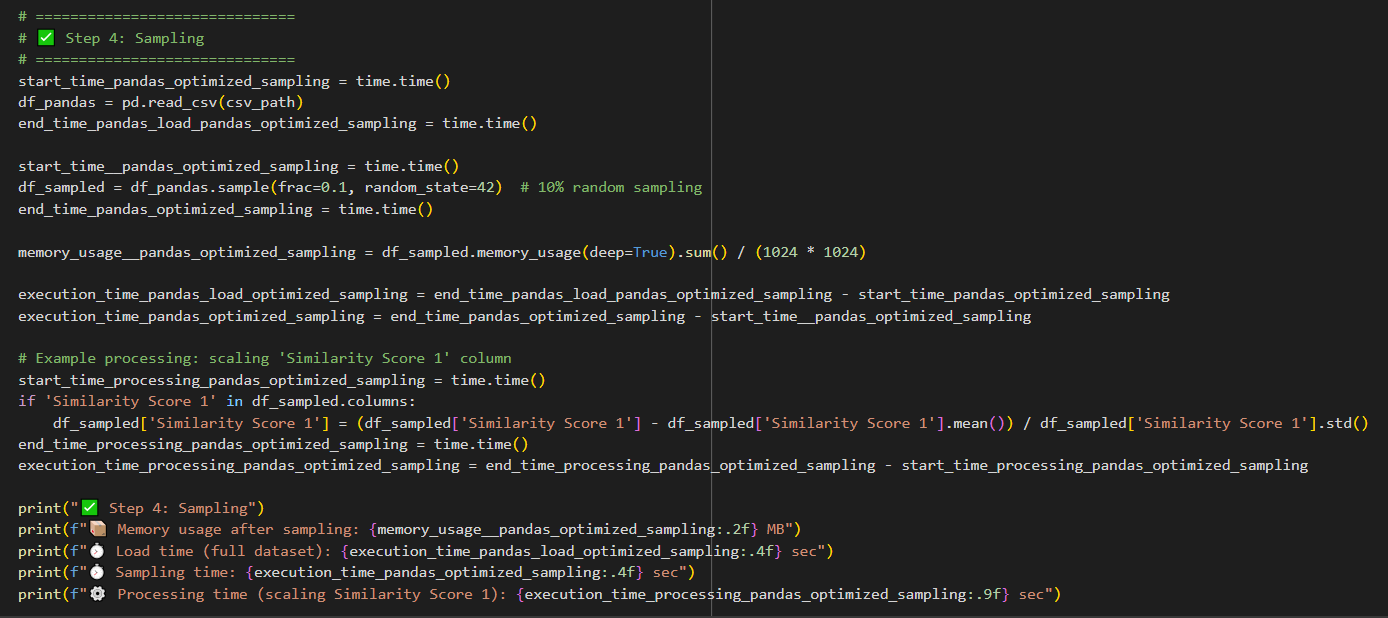 # ==============================
# ✅ Step 4: Sampling
# ==============================
start_time_pandas_optimized_sampling = time.time()
df_pandas = pd.read_csv(csv_path)
end_time_pandas_load_pandas_optimized_sampling = time.time()

start_time__pandas_optimized_sampling = time.time()
df_sampled = df_pandas.sample(frac=0.1, random_state=42)  # 10% random sampling
end_time_pandas_optimized_sampling = time.time()

memory_usage__pandas_optimized_sampling = df_sampled.memory_usage(deep=True).sum() / (1024 * 1024)

execution_time_pandas_load_optimized_sampling = end_time_pandas_load_pandas_optimized_sampling - start_time_pandas_optimized_sampling
execution_time_pandas_optimized_sampling = end_time_pandas_optimized_sampling - start_time__pandas_optimized_sampling

# Example processing: scaling 'Similarity Score 1' column
start_time_processing_pandas_optimized_sampling = time.time()
if 'Similarity Score 1' in df_sampled.columns:
    df_sampled['Similarity Score 1'] = (df_sampled['Similarity Score 1'] - df_sampled['Similarity Score 1'].mean()) / df_sampled['Similarity Score 1'].std()
end_time_processing_pandas_optimized_sampling = time.time()
execution_time_processing_pandas_optimized_sampling = end_time_processing_pandas_optimized_sampling - start_time_processing_pandas_optimized_sampling

print("✅ Step 4: Sampling")
print(f"📦 Memory usage after sampling: {memory_usage__pandas_optimized_sampling:.2f} MB")
print(f"⏱ Load time (full dataset): {execution_time_pandas_load_optimized_sampling:.4f} sec")
print(f"⏱ Sampling time: {execution_time_pandas_optimized_sampling:.4f} sec")
print(f"⚙ Processing time (scaling Similarity Score 1): {execution_time_processing_pandas_optimized_sampling:.9f} sec")